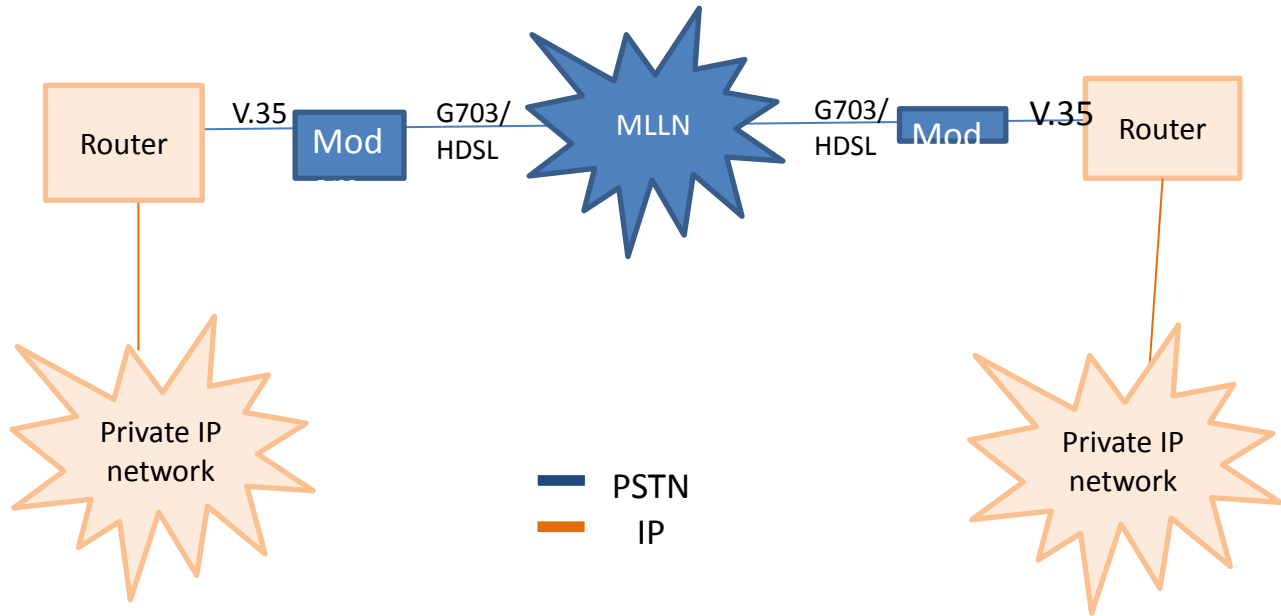 V.35
G703/
HDSL
MLLN
G703/
HDSL
V.35
Router
Mod
Mod
Router
Private IP
network
Private IP
network
PSTN
IP